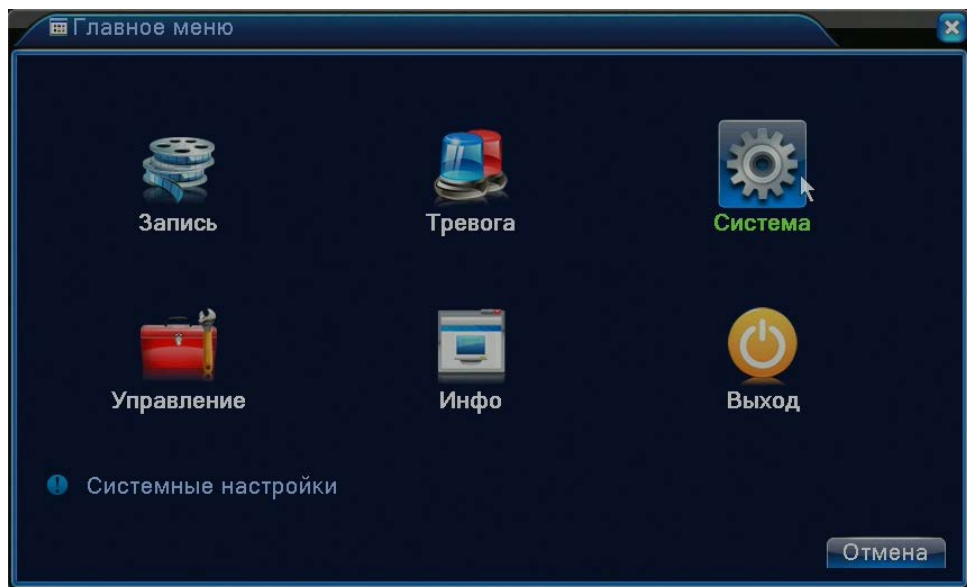 Главное меню
Запись
Тревога
Система
Управление
Инфо
Выход
Системные настройки
Отмена